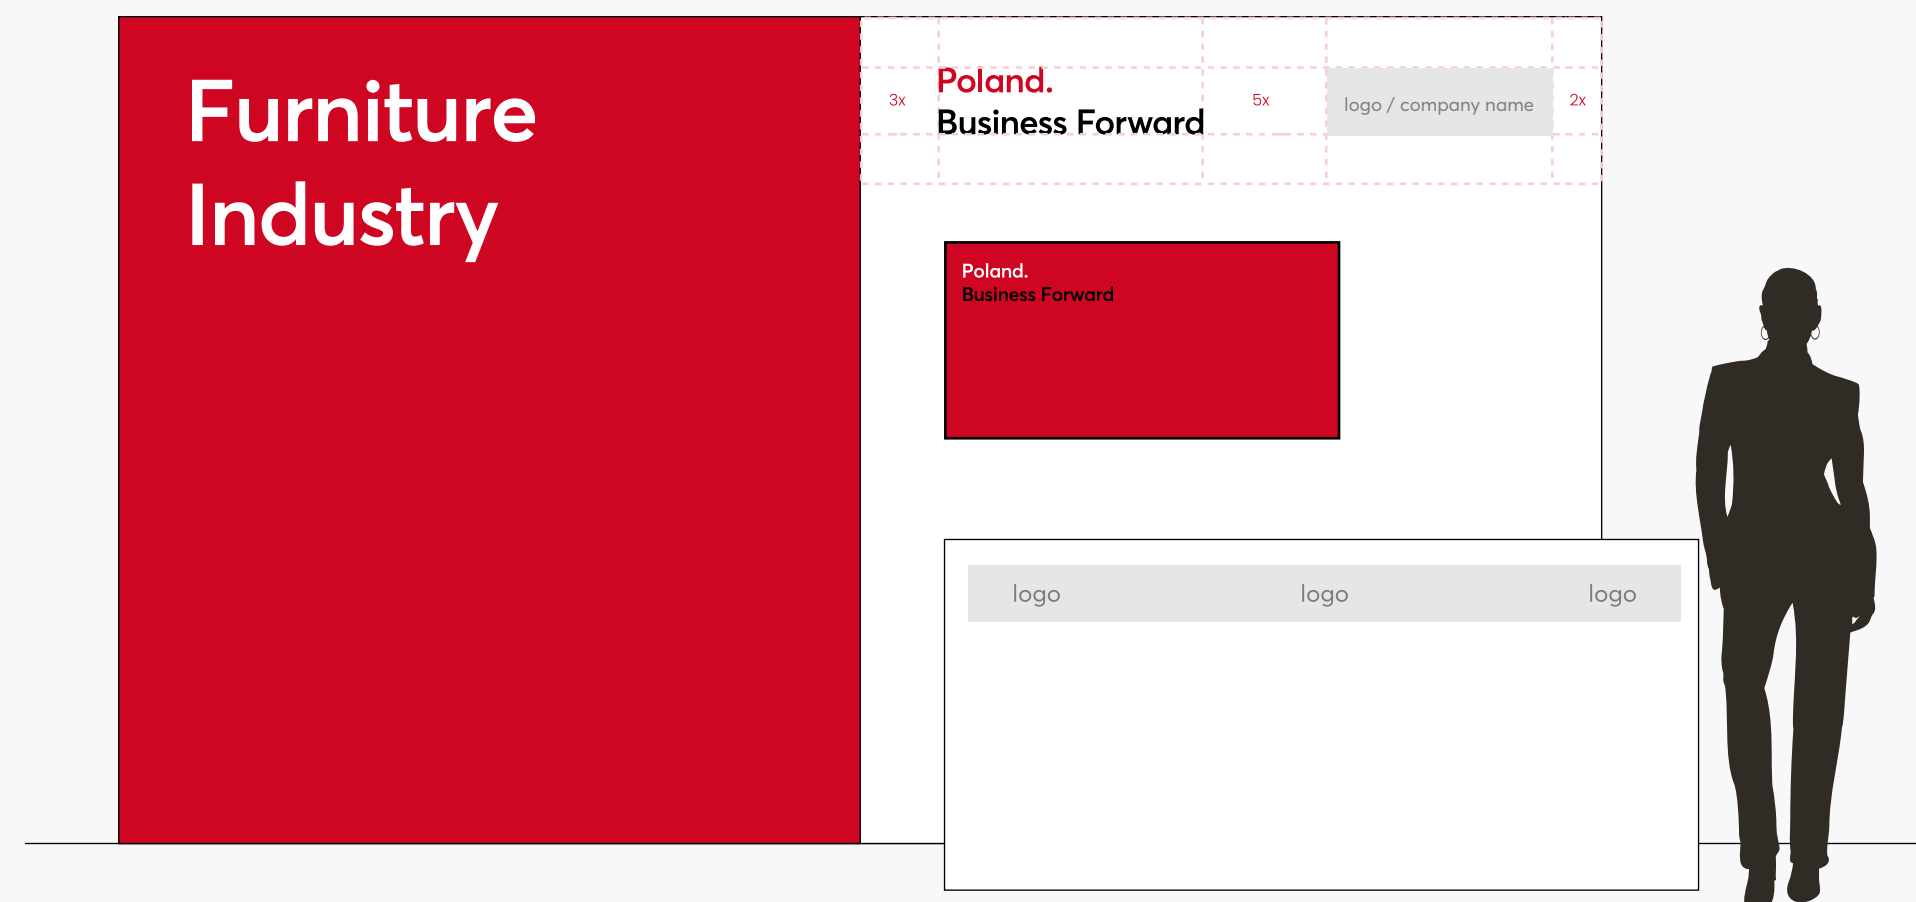 Furniture
Industry
3x
Poland.
Business Forward
5x
logo / company name
2x
Poland.
Business Forward
logo
logo
logo